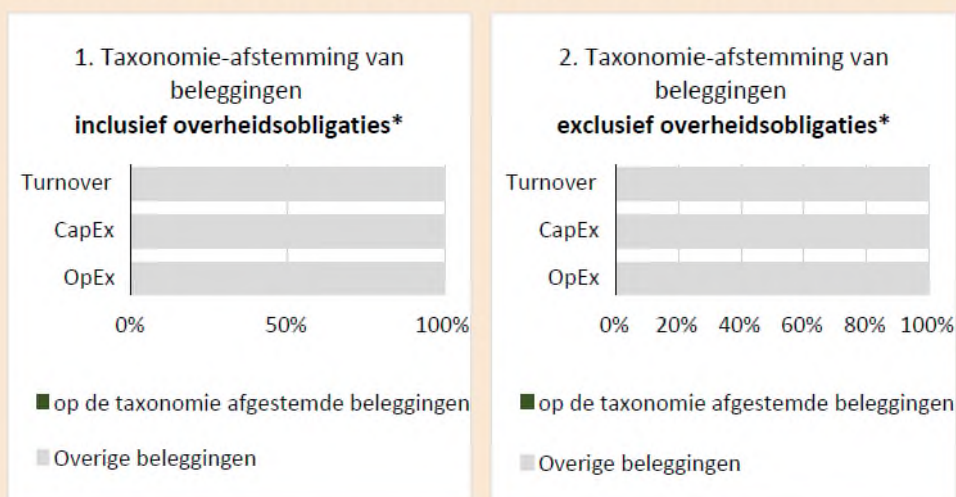 1. Taxonomie-afstemming van
beleggingen
inclusief overheidsobligaties*
Turnover
CapEx
OpEx
0% 50% 100%
op de taxonomie afgestemde beleggingen
Overige beleggingen
2. Taxonomie-afstemming van
beleggingen
exclusief overheidsobligaties*
Turnover
CapEx
OpEx
0% 20% 40% 60% 80% 100%
op de taxonomie afgestemde beleggingen
Overige beleggingen